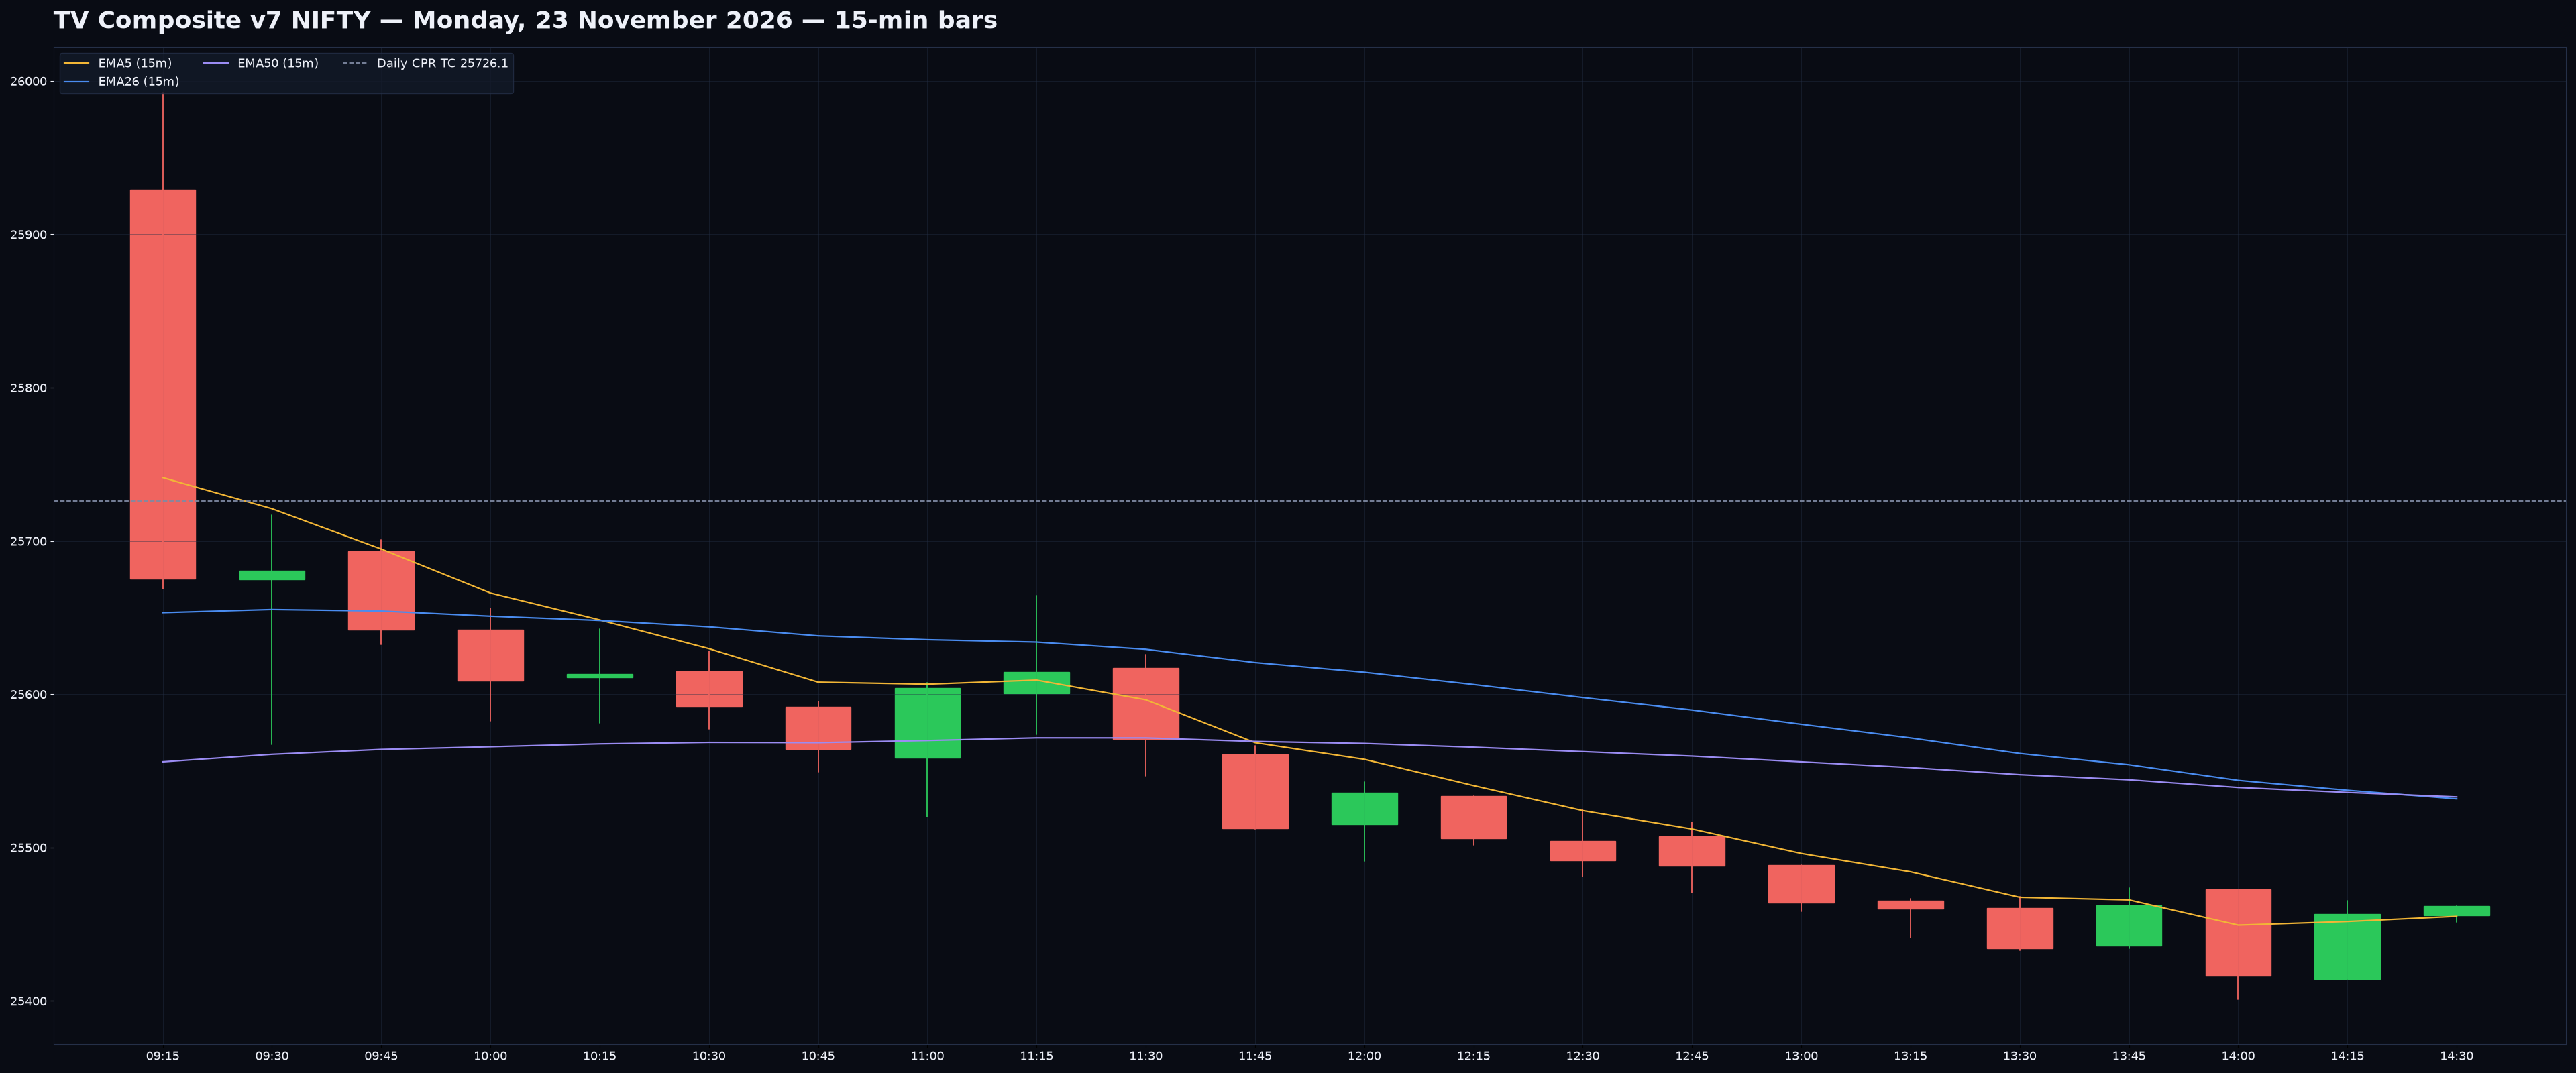 TV Composite v7 NIFTY — Monday, 23 November 2026 — 15-min bars
EMA5 (15m) EMA50 (15m) Daily CPR TC 25726.1
EMA26 (15m)
26000
25900
25800
25700
25600
25500
25400
09:15 09:30 09:45 10:00 10:15 10:30 10:45 11:00 11:15 11:30 11:45 12:00 12:15 12:30 12:45 13:00 13:15 13:30 13:45 14:00 14:15 14:30